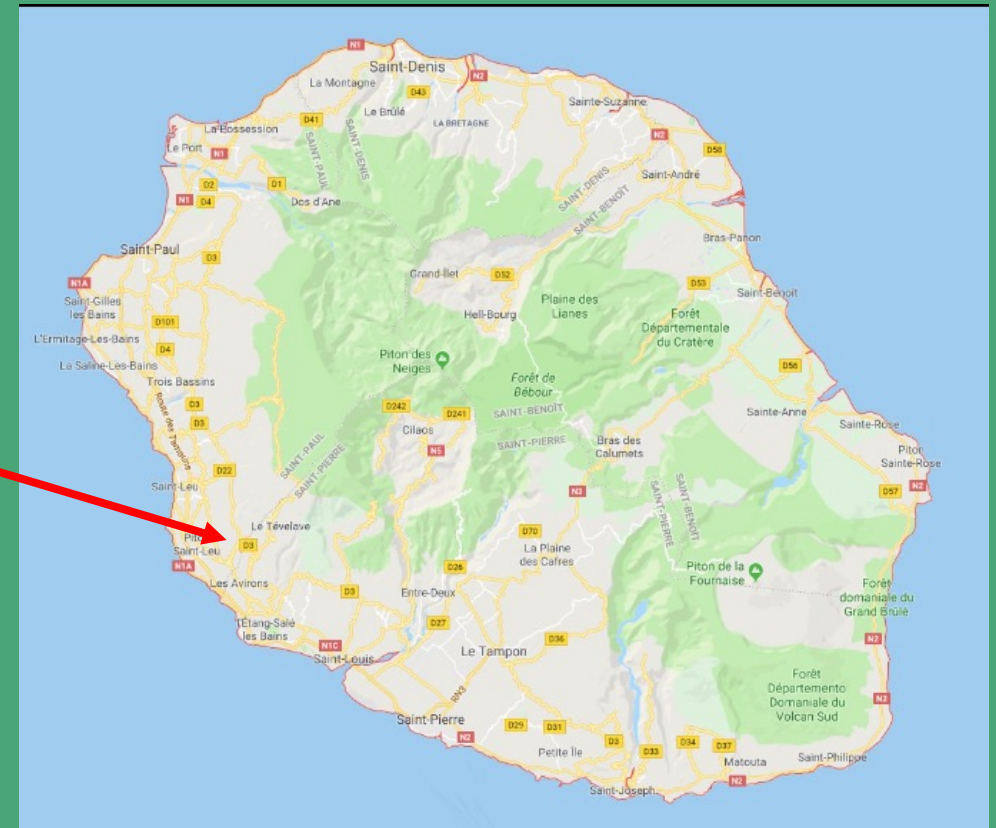 N1
Saint-Denis
N2
La Montagne
D43
Sainte-Suzanne
Le Brûlé
D41
LA BRETAGNE
La Possession
SAINT-DENIS
SAINT-PAUL
N2
Le Port
N1
D58
Saint-André
SAINT-DENIS
SAINT-BENOÎT
D2
D1
N1
D4
Dos d'Ane
Bras-Panon
Saint-Paul
D3
Grand-Îlet
D52
N1A
D53
Saint-Gilles
les Bains
Plaine des
Lianes
Saint-Benoit
Hell-Bourg
Forêt
Départementale
du Cratère
D101
L'Ermitage-Les-Bains
D4
Piton des
Neiges
La Saline-Les-Bains
D56
Trois Bassins
Forêt de
Bébour
D3
D242
D241
SAINT-BENOÎT
Sainte-Anne
D3
Route des Tamarins
Cilaos
Sainte-Rose
SAINT-PAUL
SAINT-PIERRE
SAINT-PIERRE
Bras des
Calumets
N5
Piton
Sainte-Rose
D22
Saint-Leu
N3
N2
D57
SAINT-BENOÎT
SAINT-PIERRE
Le Tévelave
D70
Saint-Leu
D3
La Plaine
des Cafres
N1A
D26
Piton de la
Fournaise
Les Avirons
D3
Entre-Deux
Forêt
domaniale du
Grand Brûlé
L'Étang-Salé
les Bains
D27
D36
N2
N1C
Saint-Louis
Le Tampon
Forêt
Départemento
Domaniale du
Volcan Sud
RN3
N2
Saint-Pierre
D29
D31
N2
D3
D34
D37
Petite Île
D33
Matouta
Saint-Philippe
N2
Saint-Joseph